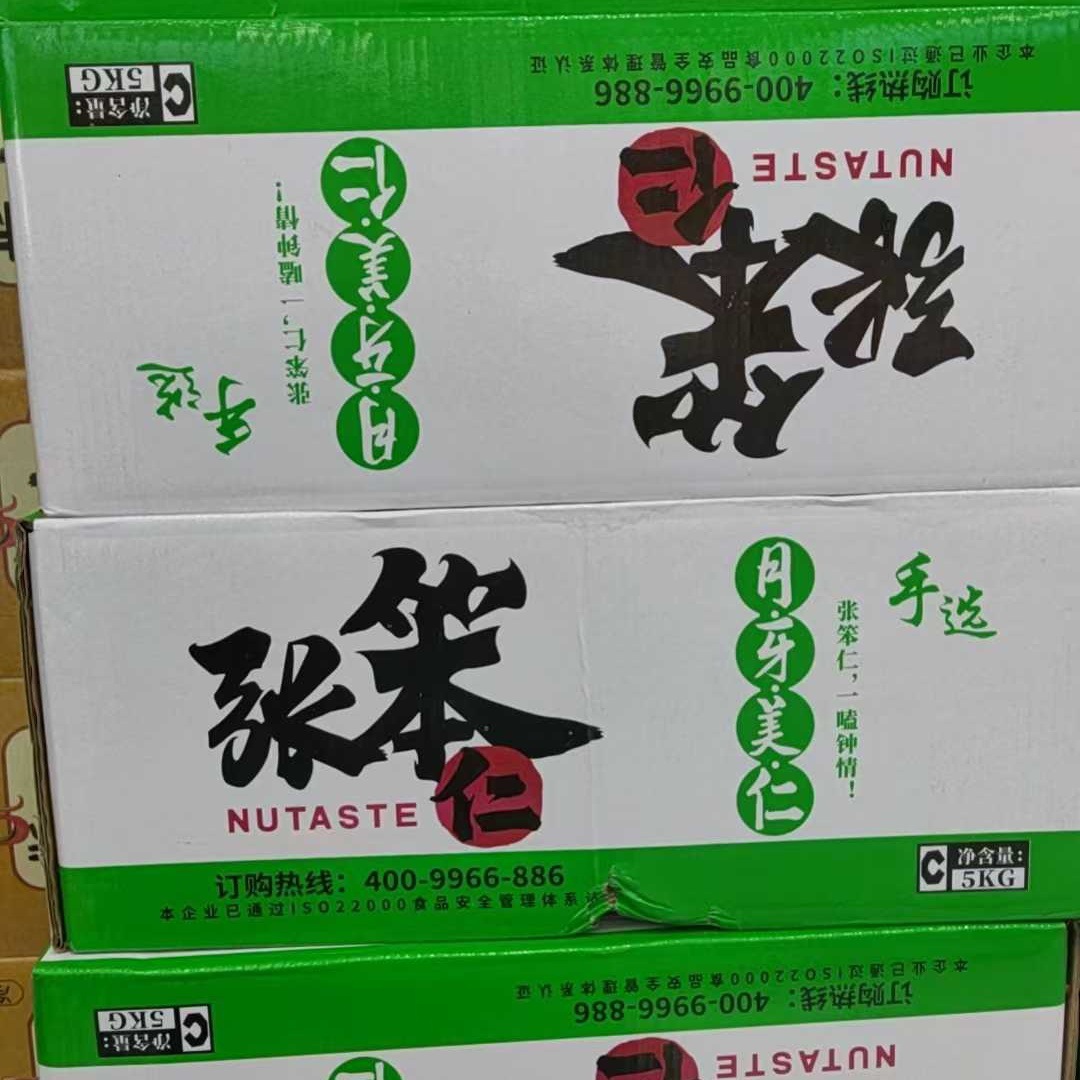 本企业已通过ISO22000食品安全管理体系认证
订购热线：400-9966-886
净含量：
5KG
NUTASTE
张笨仁
月·牙·美·仁
张笨仁，一嗑钟情！
手选
张笨仁
NUTASTE
月·牙·美·仁
张笨仁，一嗑钟情！
手选
订购热线：400-9966-886
本企业已通过ISO22000食品安全管理体系
C
净含量：
5KG
本企业已通过ISO22000食品安全管理体系认证
订购热线：400-9966-886
净含量：
5KG
NUTASTE
仁